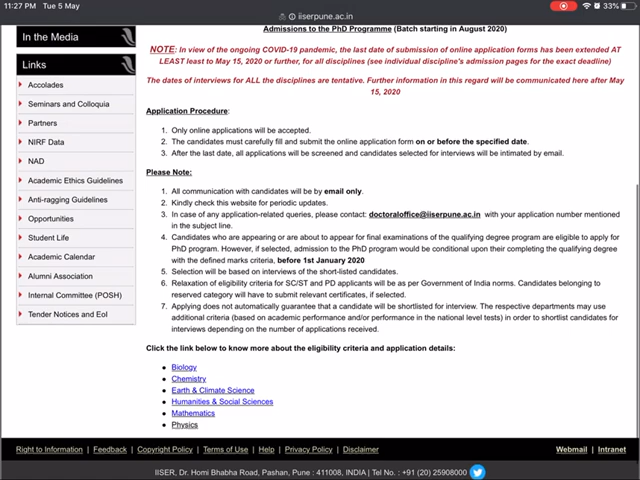 11:27 PM Tue 5 May
33%
iiserpune.ac.in
In the Media
Links
Accolades
Seminars and Colloquia
Partners
NIRF Data
NAD
Academic Ethics Guidelines
Anti-ragging Guidelines
Opportunities
Student Life
Academic Calendar
Alumni Association
Internal Committee (POSH)
Tender Notices and EoI
Admissions to the PhD Programme (Batch starting in August 2020)
NOTE: In view of the ongoing COVID-19 pandemic, the last date of submission of online application forms has been extended AT
LEAST least to May 15, 2020 or further, for all disciplines (see individual discipline's admission pages for the exact deadline)
The dates of interviews for ALL the disciplines are tentative. Further information in this regard will be communicated here after May
15, 2020
Application Procedure:
1. Only online applications will be accepted.
2. The candidates must carefully fill and submit the online application form on or before the specified date.
3. After the last date, all applications will be screened and candidates selected for interviews will be intimated by email.
Please Note:
1. All communication with candidates will be by email only.
2. Kindly check this website for periodic updates.
3. In case of any application-related queries, please contact: doctoraloffice@iiserpune.ac.in with your application number mentioned
in the subject line.
4. Candidates who are appearing or are about to appear for final examinations of the qualifying degree program are eligible to apply for
PhD program. However, if selected, admission to the PhD program would be conditional upon their completing the qualifying degree
with the defined marks criteria, before 1st January 2020
5. Selection will be based on interviews of the short-listed candidates.
6. Relaxation of eligibility criteria for SC/ST and PD applicants will be as per Government of India norms. Candidates belonging to
reserved category will have to submit relevant certificates, if selected.
7. Applying does not automatically guarantee that a candidate will be shortlisted for interview. The respective departments may use
additional criteria (based on academic performance and/or performance in the national level tests) in order to shortlist candidates for
interviews depending on the number of applications received.
Click the link below to know more about the eligibility criteria and application details:
Biology
Chemistry
Earth & Climate Science
Humanities & Social Sciences
Mathematics
Physics
Right to Information | Feedback | Copyright Policy | Terms of Use | Help | Privacy Policy | Disclaimer
Webmail | Intranet
IISER, Dr. Homi Bhabha Road, Pashan, Pune : 411008, INDIA | Tel No. : +91 (20) 25908000